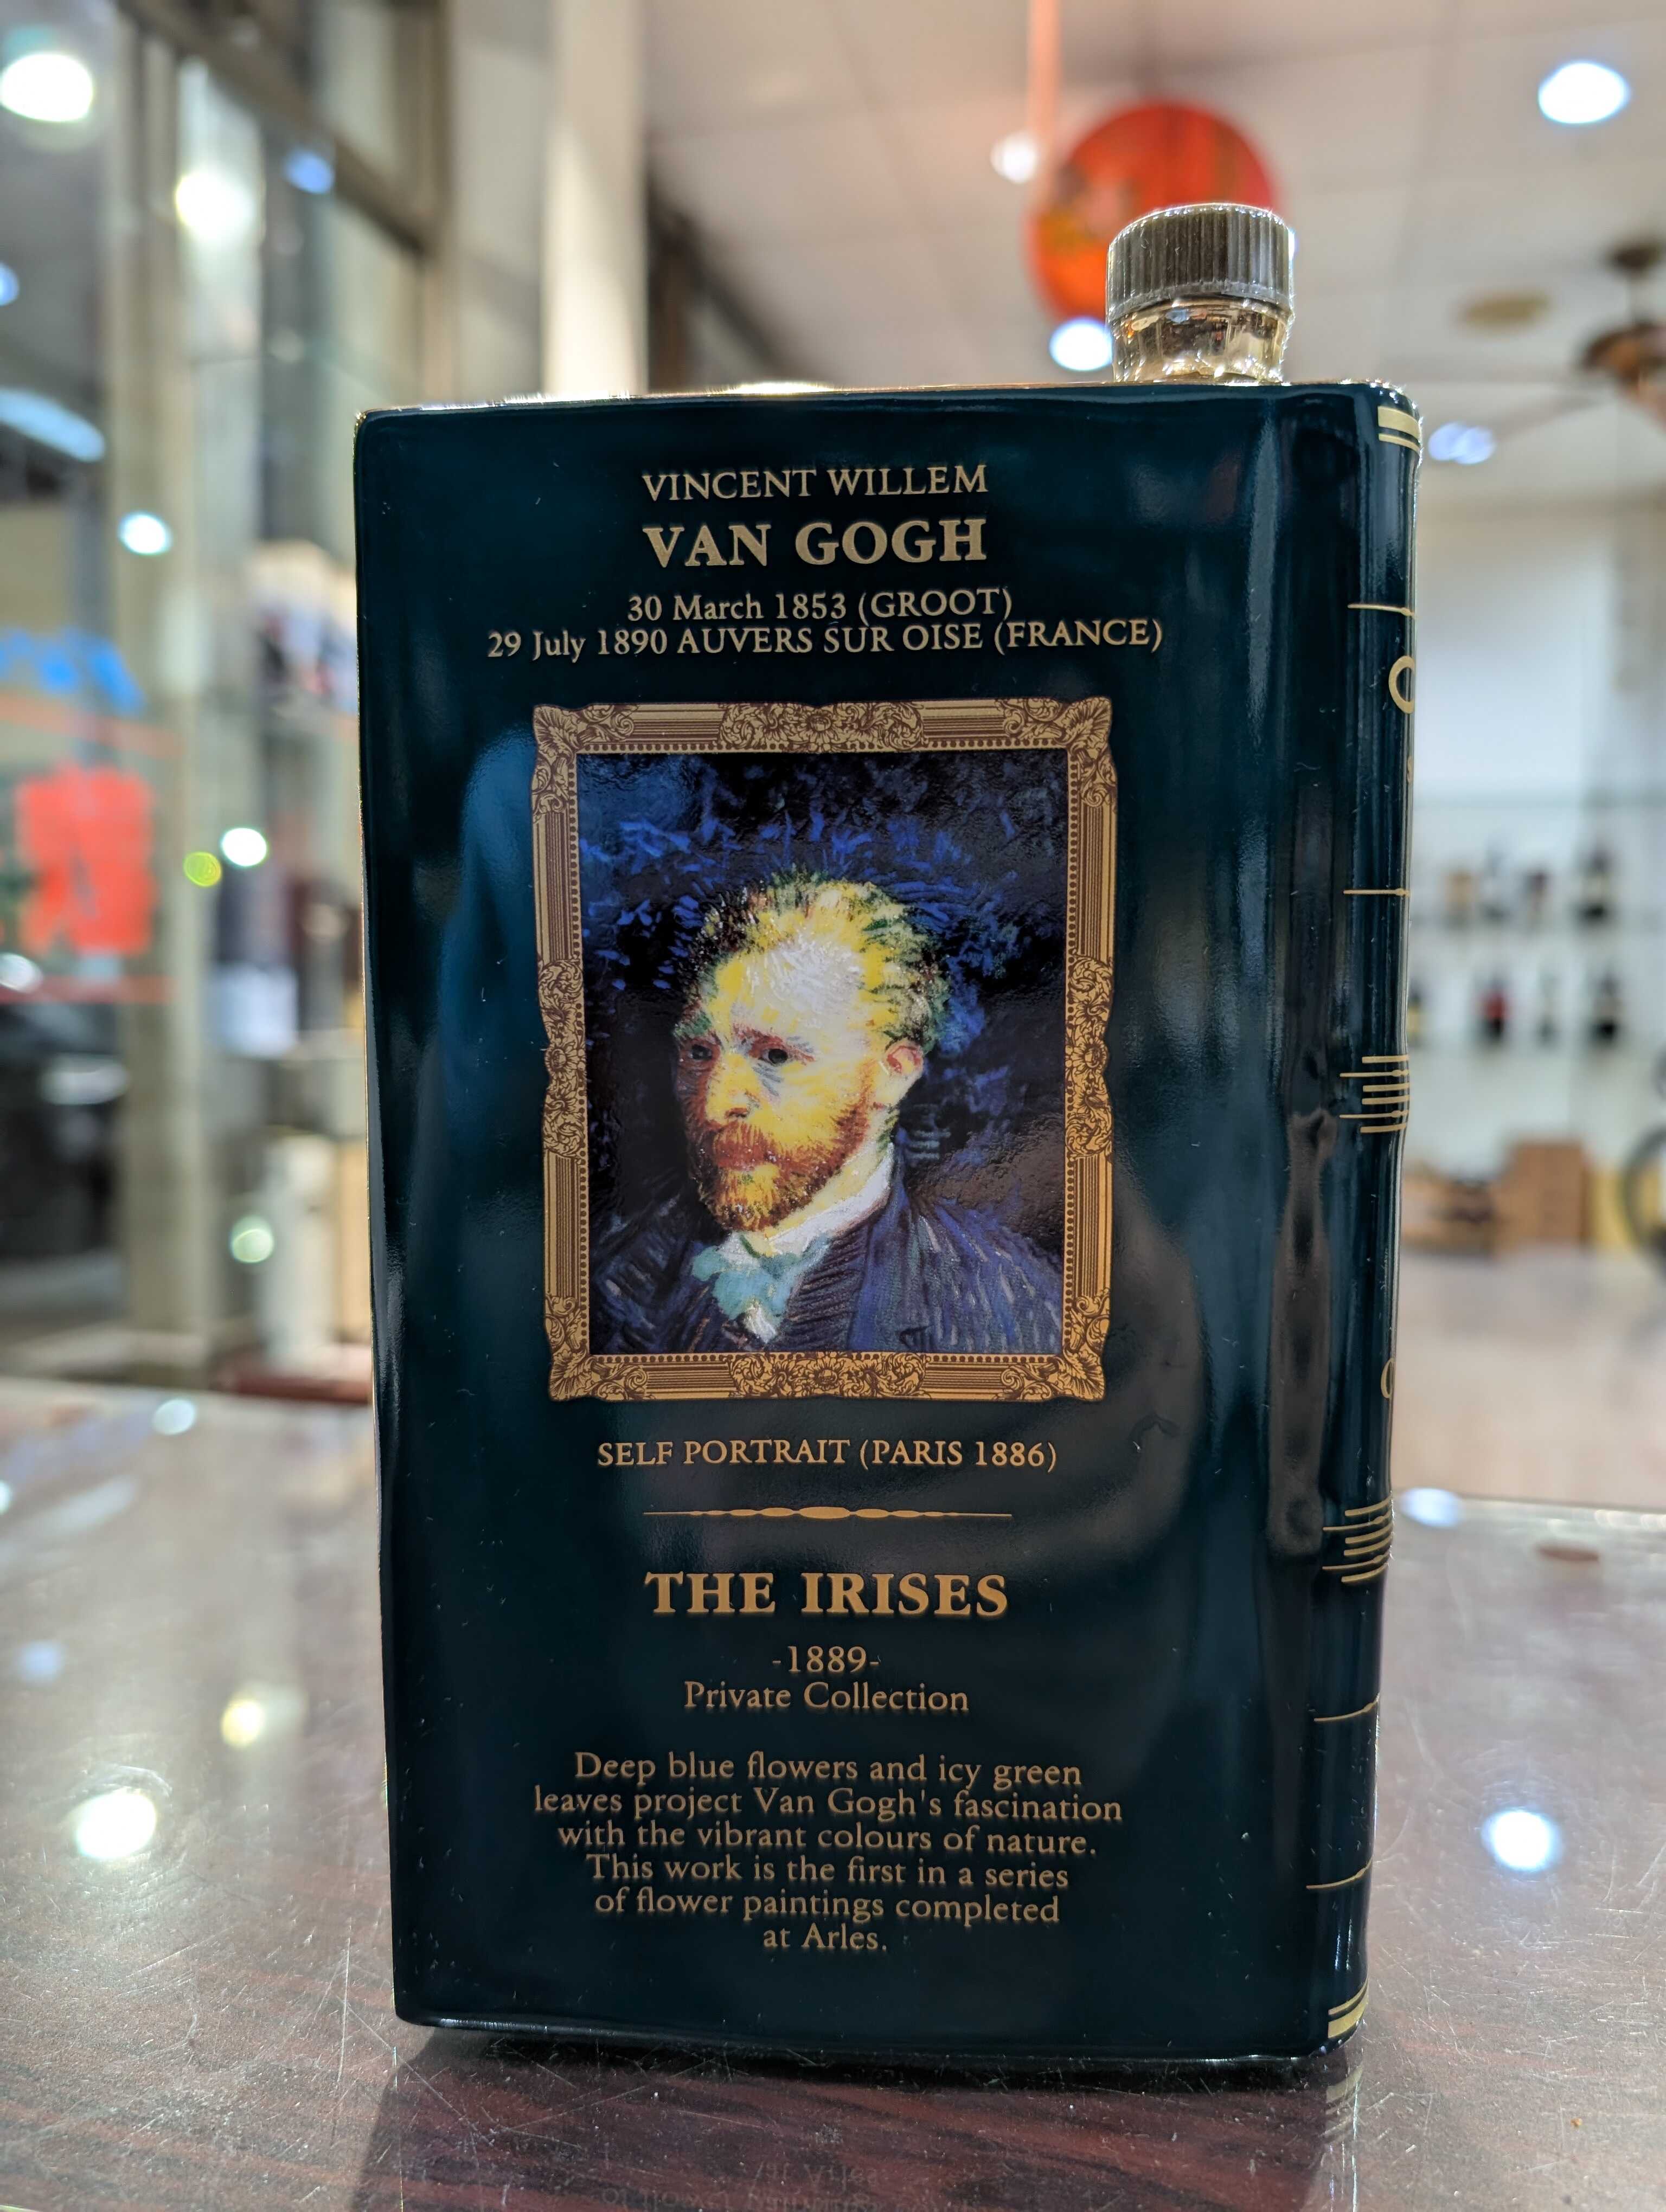 VINCENT WILLEM
VAN GOGH
30 March 1853 (GROOT)
29 July 1890 AUVERS SUR OISE (FRANCE)
SELF PORTRAIT (PARIS 1886)
THE IRISES
-1889-
Private Collection
Deep blue flowers and icy green
leaves project Van Gogh's fascination
with the vibrant colours of nature.
This work is the first in a series
of flower paintings completed
at Arles.